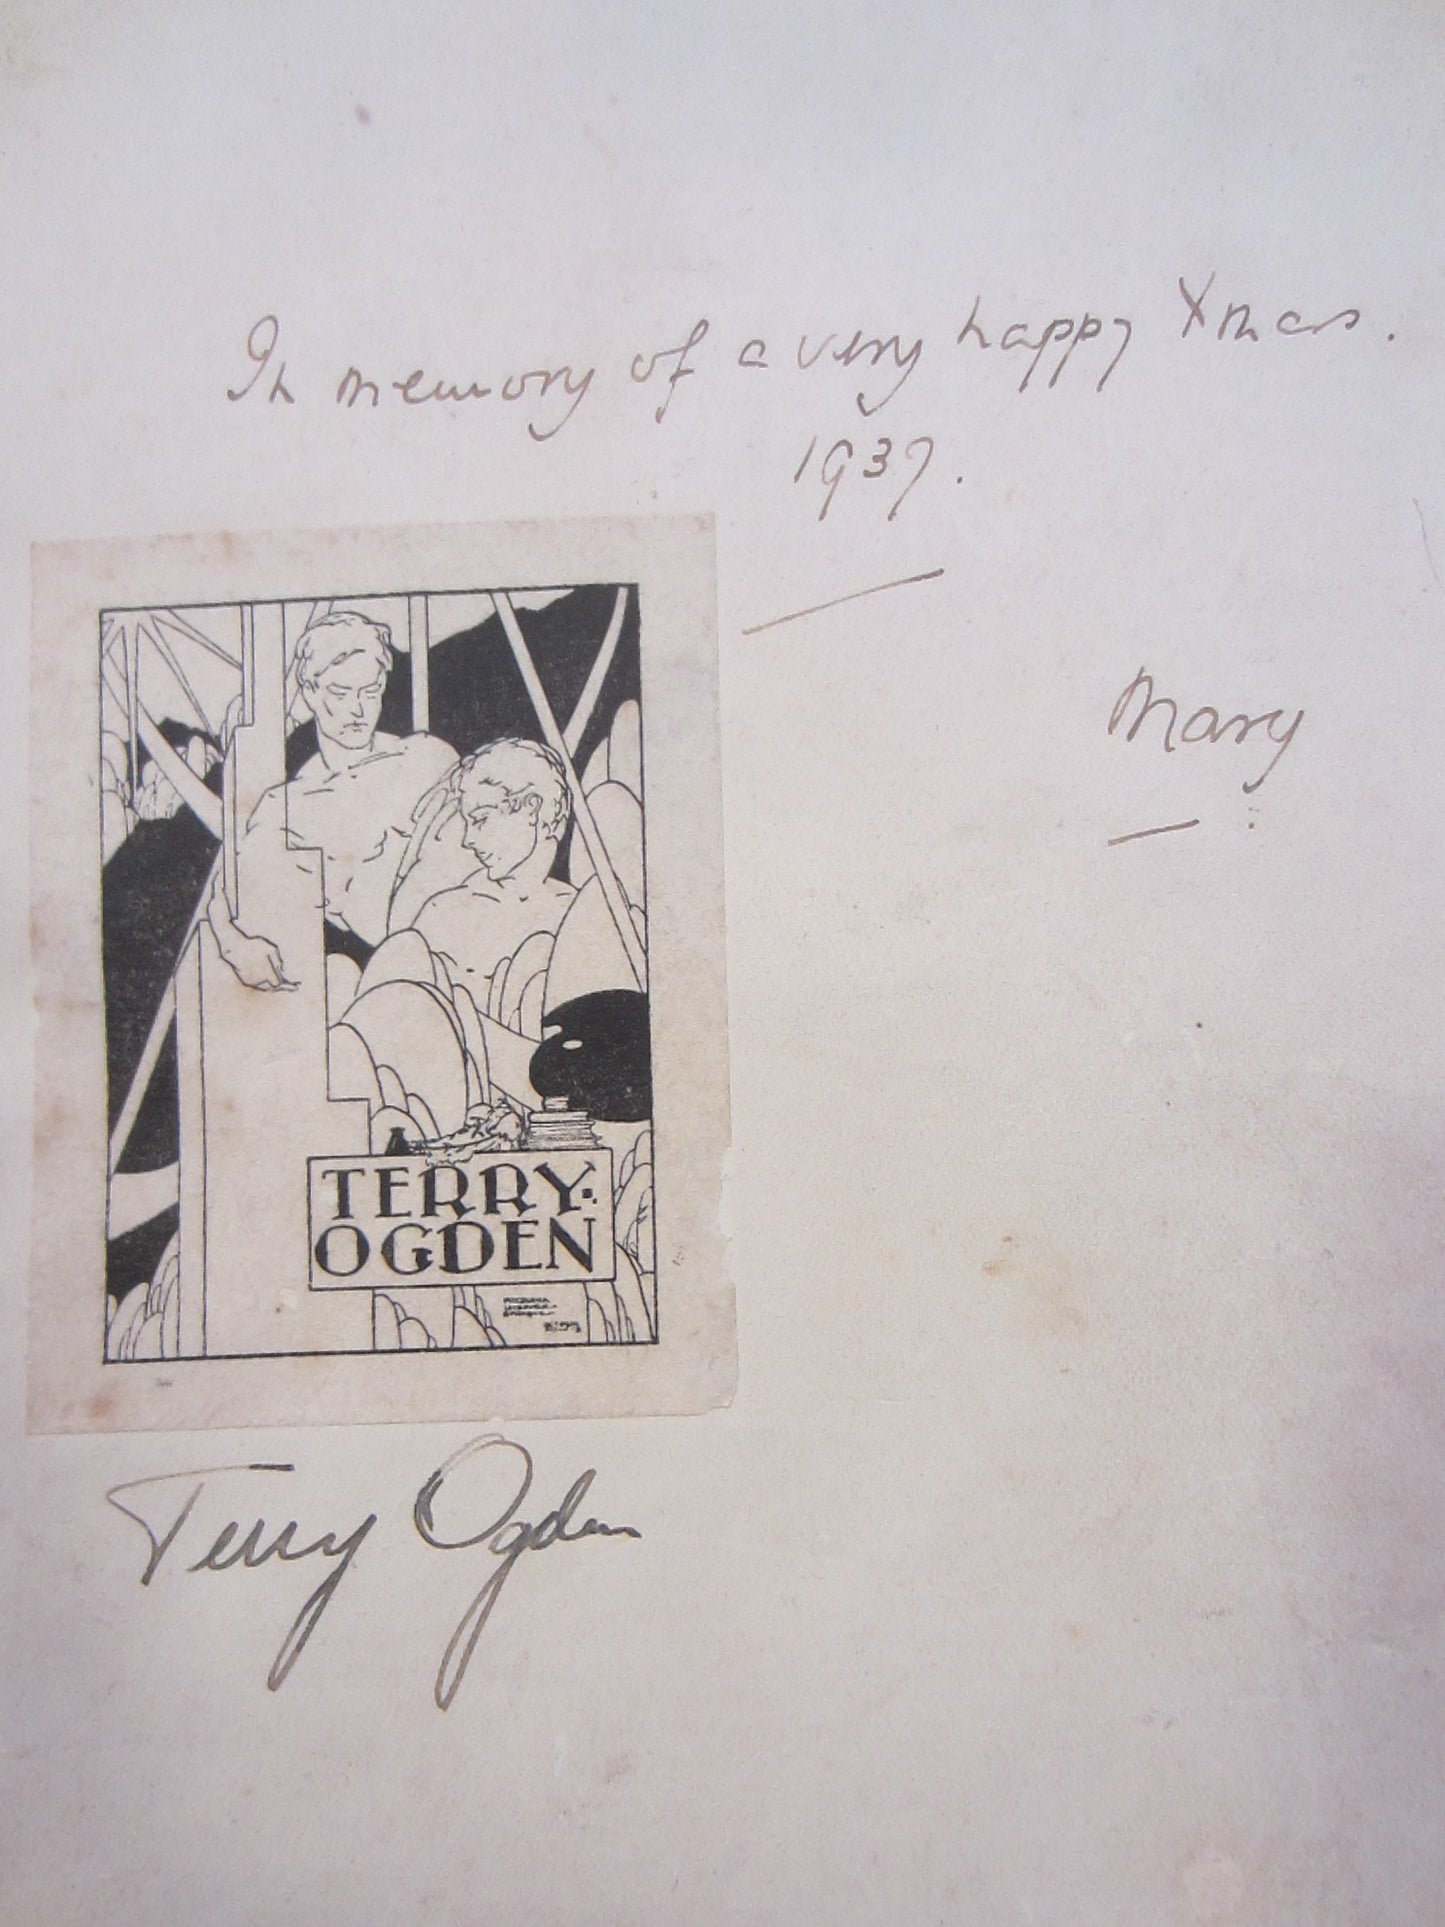 In memory of a very happy Xmas.
1937.
Mary
TERRY
OGDEN
Terry Ogden